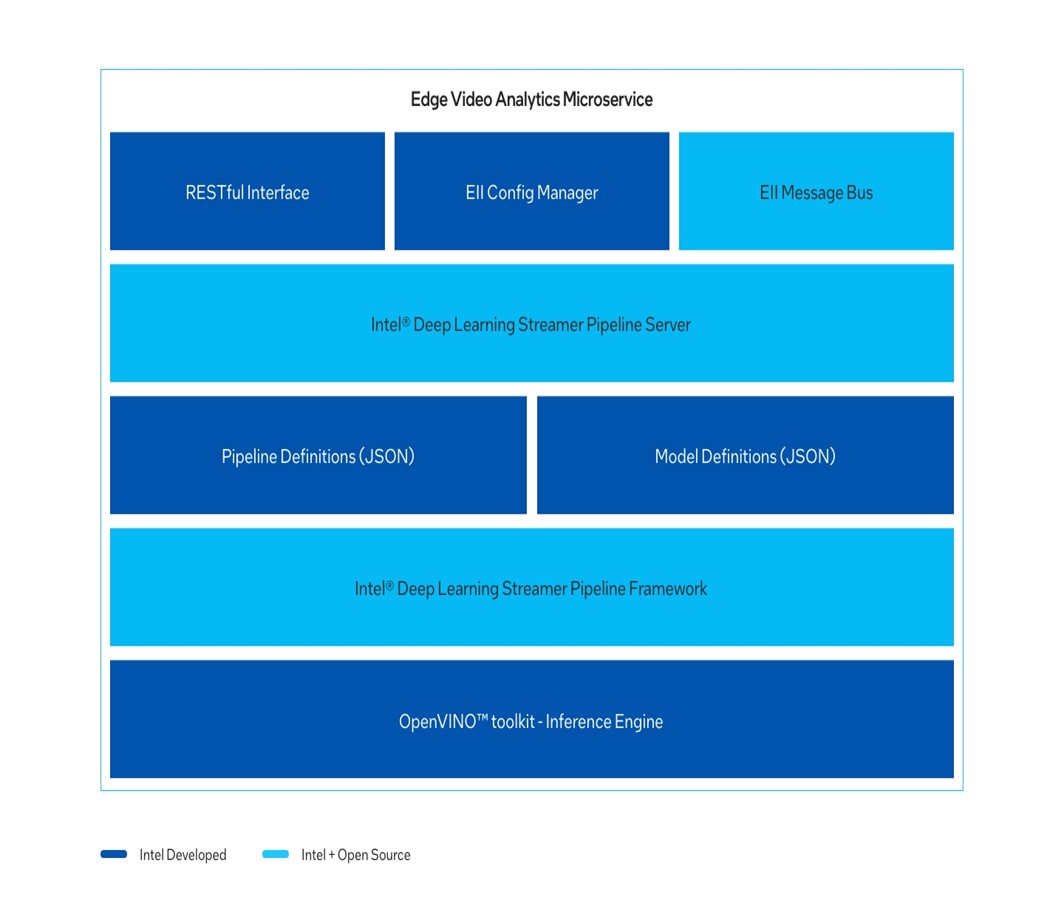 Edge Video Analytics Microservice
RESTful Interface
EII Config Manager
EII Message Bus
Intel® Deep Learning Streamer Pipeline Server
Pipeline Definitions (JSON)
Model Definitions (JSON)
Intel® Deep Learning Streamer Pipeline Framework
OpenVINO™ toolkit - Inference Engine
Intel Developed
Intel + Open Source